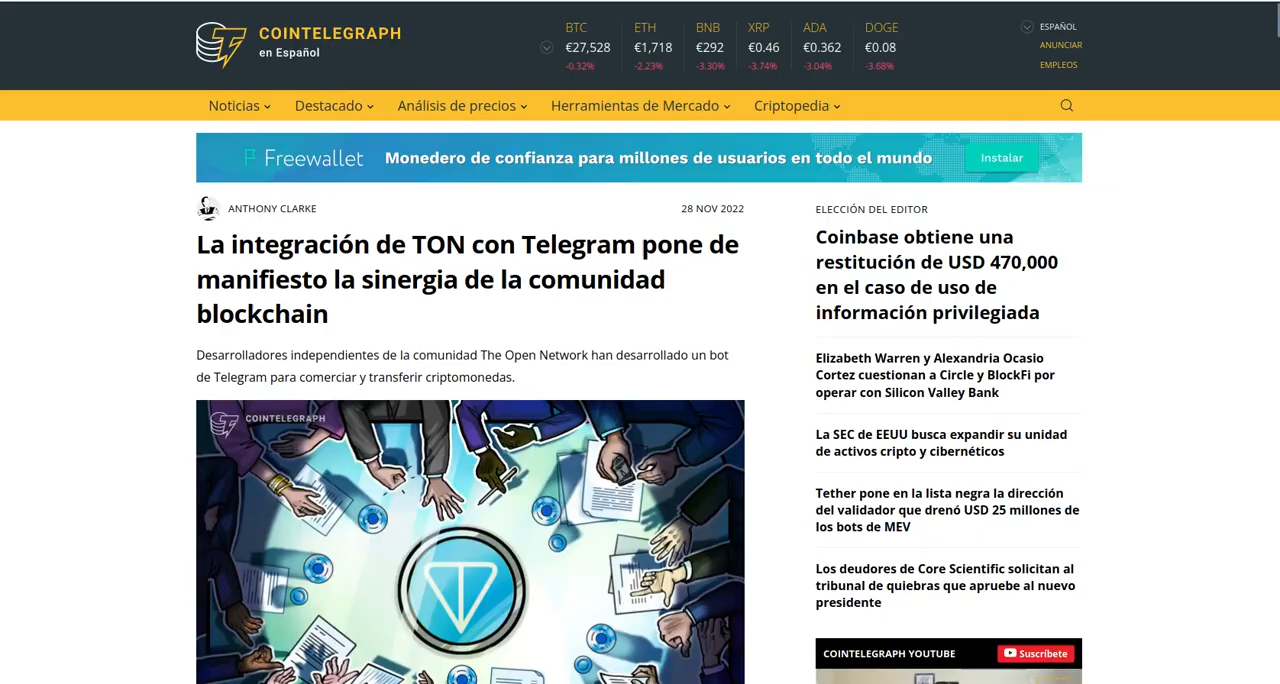 COINTELEGRAPH
en Español
BTC
€27,528
-0.32%
ETH
€1,718
-2.23%
BNB
€292
-3.30%
XRP
€0.46
-3.74%
ADA
€0.362
-3.04%
DOGE
€0.08
-3.68%
ESPAÑOL
ANUNCIAR
EMPLEOS
Noticias
Destacado
Análisis de precios
Herramientas de Mercado
Criptopedia
Freewallet
Monedero de confianza para millones de usuarios en todo el mundo
Instalar
ANTHONY CLARKE
28 NOV 2022
La integración de TON con Telegram pone de
manifiesto la sinergia de la comunidad
blockchain
Desarrolladores independientes de la comunidad The Open Network han desarrollado un bot
de Telegram para comerciar y transferir criptomonedas.
COINTELEGRAPH
ELECCIÓN DEL EDITOR
Coinbase obtiene una
restitución de USD 470,000
en el caso de uso de
información privilegiada
Elizabeth Warren y Alexandria Ocasio
Cortez cuestionan a Circle y BlockFi por
operar con Silicon Valley Bank
La SEC de EEUU busca expandir su unidad
de activos cripto y cibernéticos
Tether pone en la lista negra la dirección
del validador que drenó USD 25 millones de
los bots de MEV
Los deudores de Core Scientific solicitan al
tribunal de quiebras que apruebe al nuevo
presidente
COINTELEGRAPH YOUTUBE
Suscríbete